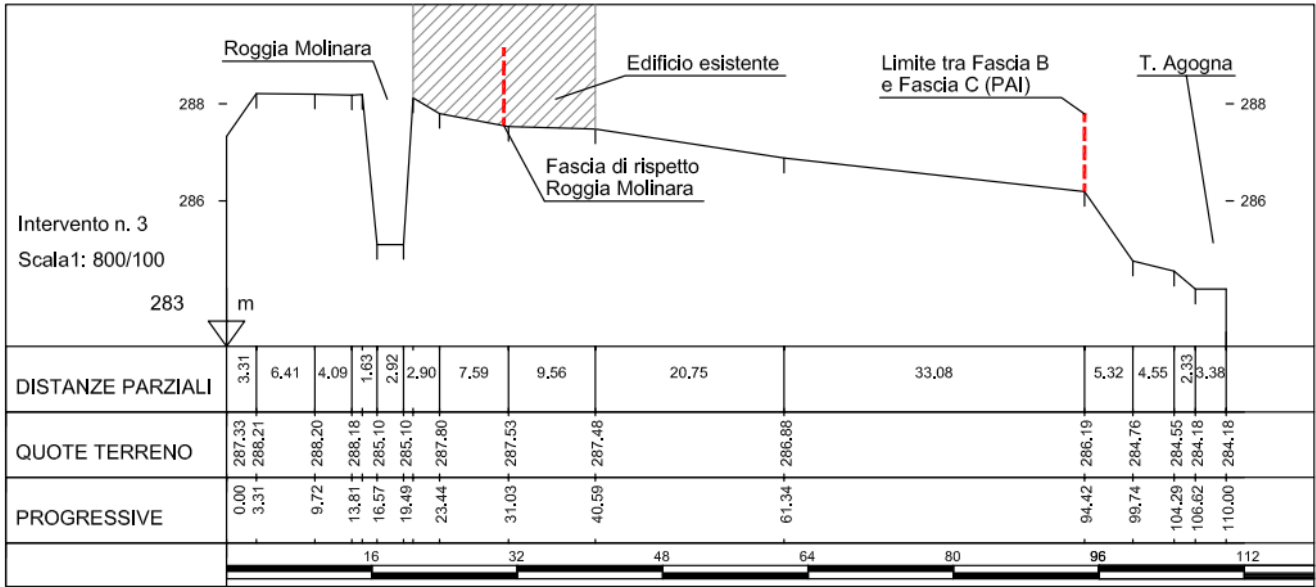 Roggia Molinara
Edificio esistente
Limite tra Fascia B
e Fascia C (PAI)
T. Agogna
288
288
Fascia di rispetto
Roggia Molinara
286
286
Intervento n. 3
Scala1: 800/100
283 m
DISTANZE PARZIALI 3.31 6.41 4.09 1.63 2.92 2.90 7.59 9.56 20.75 33.08 5.32 4.55 2.33 3.38
QUOTE TERRENO 287.33 288.21 288.20 288.18 285.10 285.10 287.80 287.53 287.48 286.88 286.19 284.76 284.55 284.18 284.18
PROGRESSIVE 0.00 3.31 9.72 13.81 16.57 19.49 23.44 31.03 40.59 61.34 94.42 99.74 104.29 106.62 110.00
16 32 48 64 80 96 112